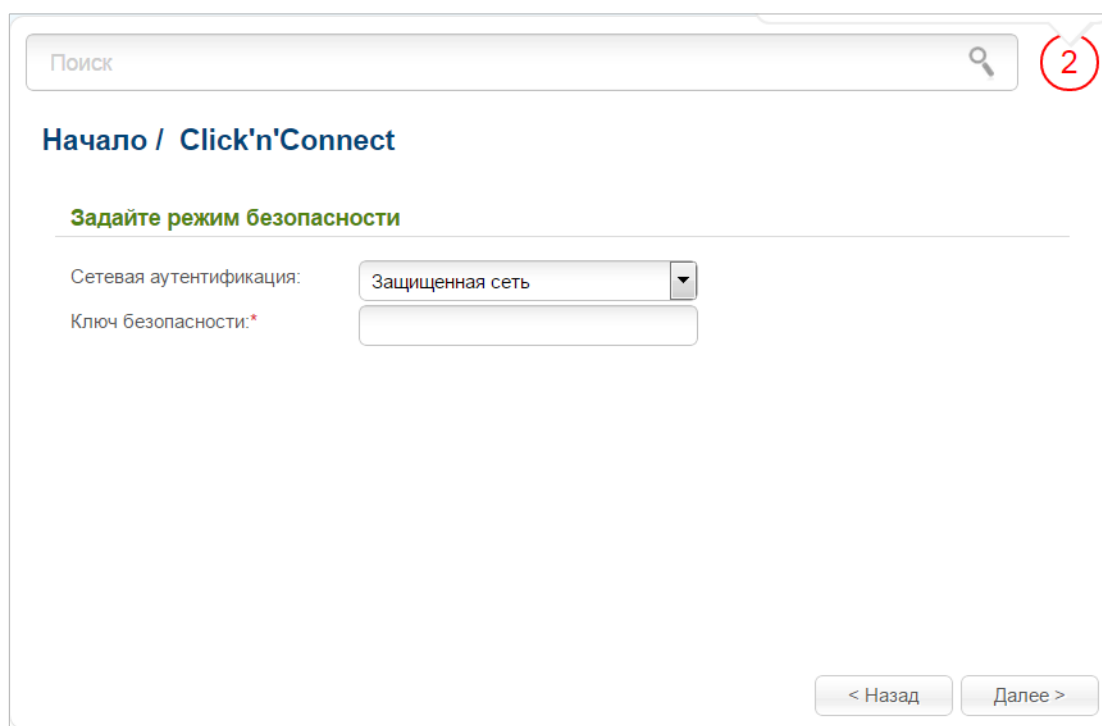 Поиск
2
Начало / Click'n'Connect
Задайте режим безопасности
Сетевая аутентификация: Защищенная сеть
Ключ безопасности:*
< Назад Далее >